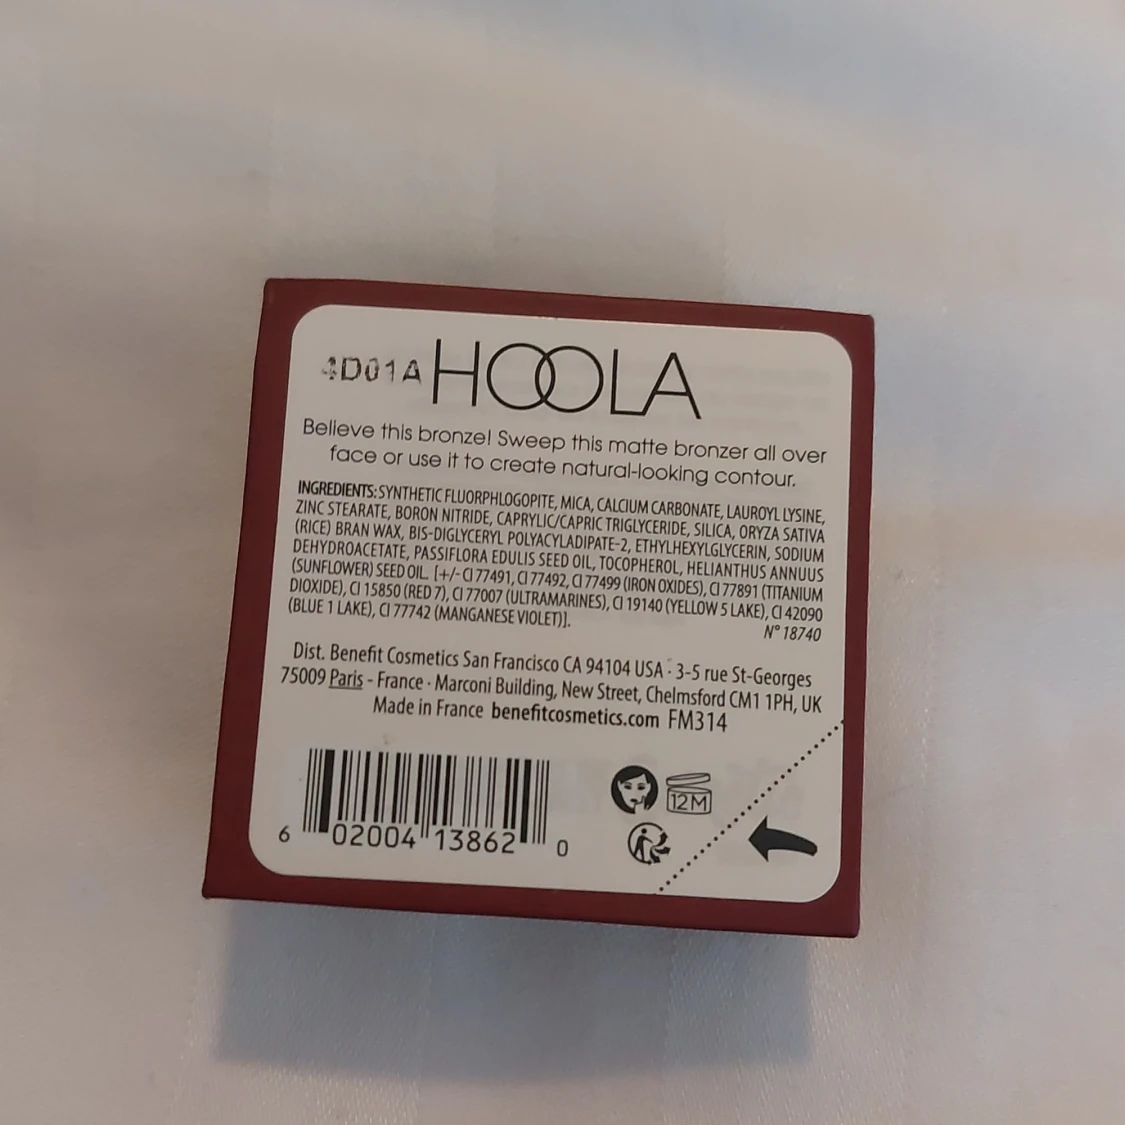 4D01A HOOLA
Believe this bronze! Sweep this matte bronzer all over
face or use it to create natural-looking contour.
INGREDIENTS: SYNTHETIC FLUORPHLOGOPITE, MICA, CALCIUM CARBONATE, LAUROYL LYSINE,
ZINC STEARATE, BORON NITRIDE, CAPRYLIC/CAPRIC TRIGLYCERIDE, SILICA, ORYZA SATIVA
(RICE) BRAN WAX, BIS-DIGLYCERYL POLYACYLADIPATE-2, ETHYLHEXYLGLYCERIN, SODIUM
DEHYDROACETATE, PASSIFLORA EDULIS SEED OIL, TOCOPHEROL, HELIANTHUS ANNUUS
(SUNFLOWER) SEED OIL. [+/- CI 77491, CI 77492, CI 77499 (IRON OXIDES), CI 77891 (TITANIUM
DIOXIDE), CI 15850 (RED 7), CI 77007 (ULTRAMARINES), CI 19140 (YELLOW 5 LAKE), CI 42090
(BLUE 1 LAKE), CI 77742 (MANGANESE VIOLET)].
N° 18740
Dist. Benefit Cosmetics San Francisco CA 94104 USA · 3-5 rue St-Georges
75009 Paris - France · Marconi Building, New Street, Chelmsford CM1 1PH, UK
Made in France benefitcosmetics.com FM314
12M
6 02004 13862 0